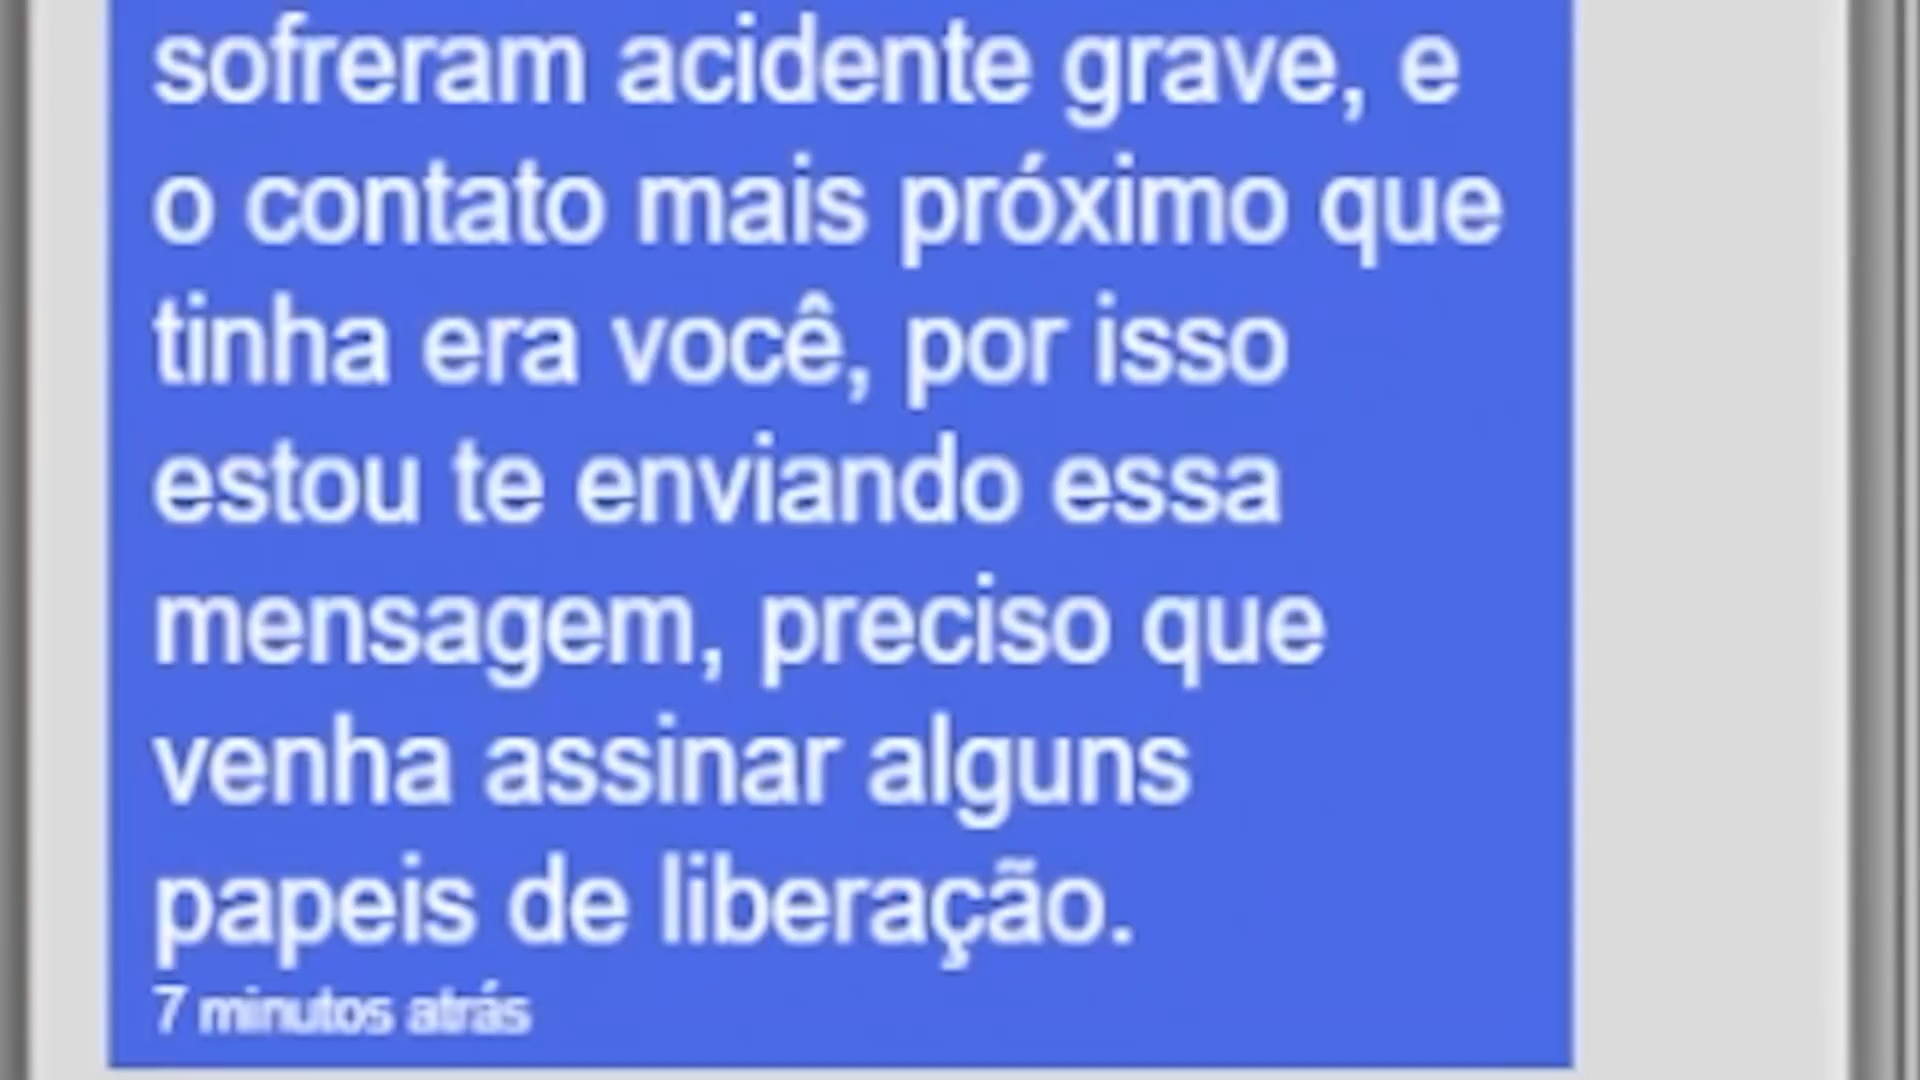 sofreram acidente grave, e
o contato mais próximo que
tinha era você, por isso
estou te enviando essa
mensagem, preciso que
venha assinar alguns
papeis de liberação.
7 minutos atrás